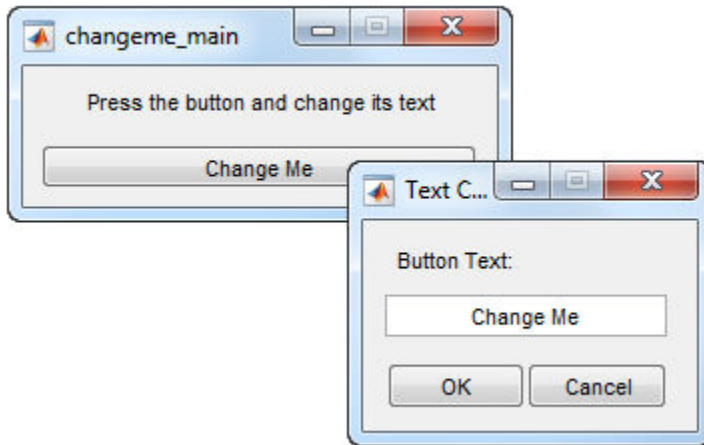 changeme_main
Press the button and change its text
Change Me
Text C...
Button Text:
Change Me
OK
Cancel